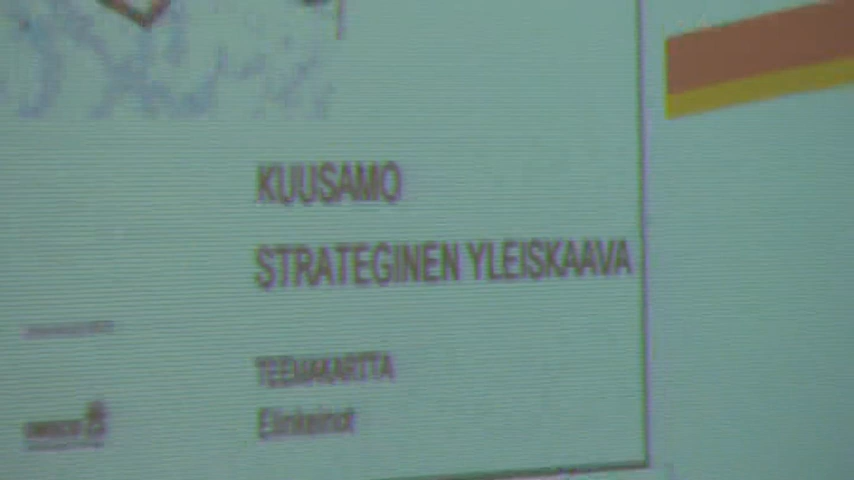 KUUSAMO
STRATEGINEN YLEISKAAVA
TEEMAKARTTA
Elinkeinot